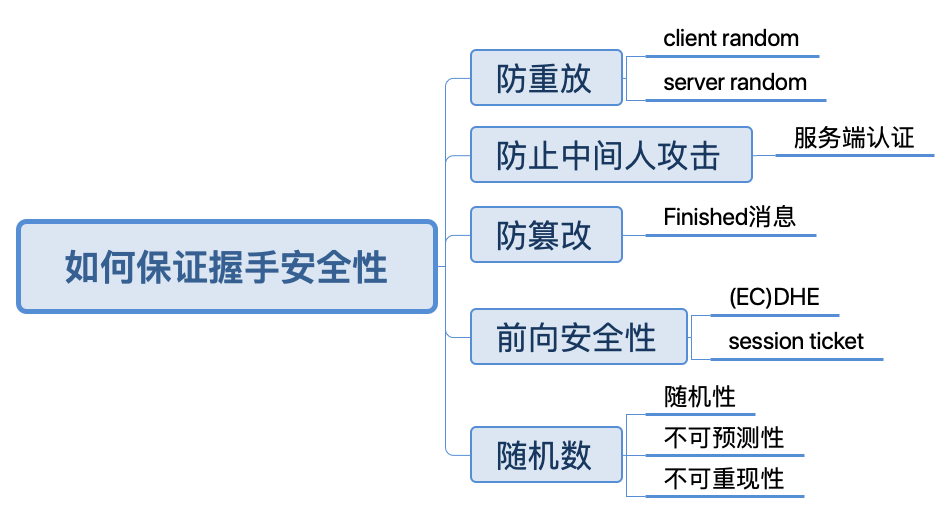 如何保证握手安全性
防重放
client random
server random
防止中间人攻击
服务端认证
防篡改
Finished消息
前向安全性
(EC)DHE
session ticket
随机数
随机性
不可预测性
不可重现性